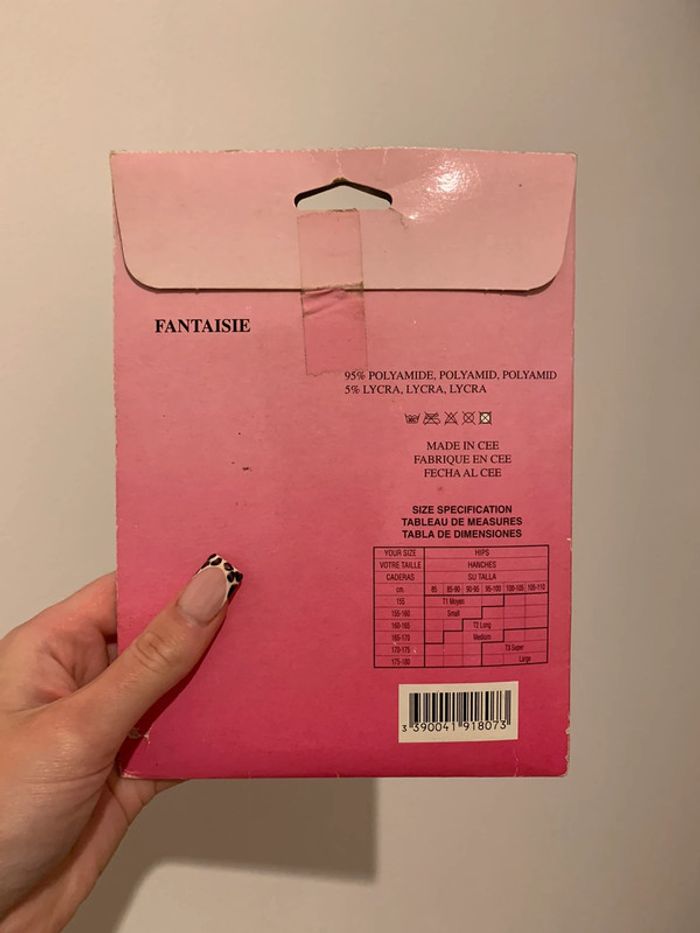 FANTAISIE
95% POLYAMIDE, POLYAMID, POLYAMID
5% LYCRA, LYCRA, LYCRA
MADE IN CEE
FABRIQUE EN CEE
FECHA AL CEE
SIZE SPECIFICATION
TABLEAU DE MEASURES
TABLA DE DIMENSIONES
YOUR SIZE HIPS
VOTRE TAILLE HANCHES
CADERAS SU TALLA
cm. 85 85-90 90-95 95-100 100-105 105-110
155 T1 Moyen
155-160 Small
160-165 T2 Long
165-170 Medium
170-175 T3 Super
175-180 Large
3 390041 918073